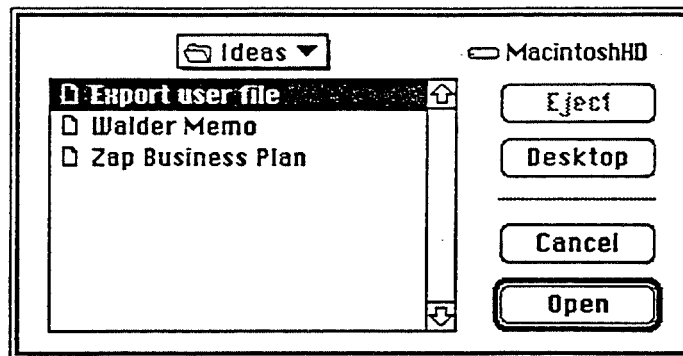 Ideas
MacintoshHD
Export user file
Walder Memo
Zap Business Plan
Eject
Desktop
Cancel
Open